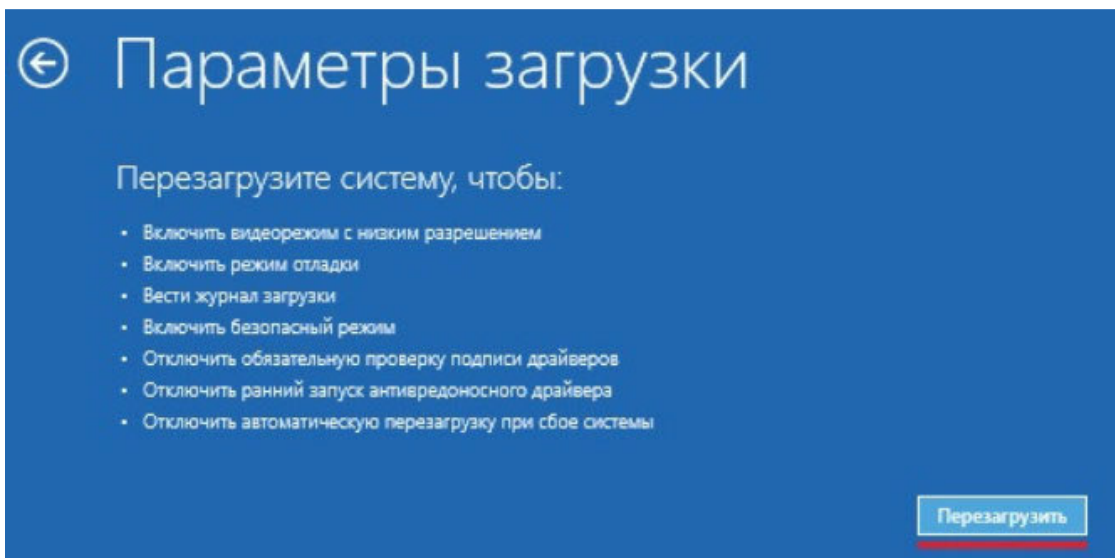 Параметры загрузки
Перезагрузите систему, чтобы:
• Включить видеорежим с низким разрешением
• Включить режим отладки
• Вести журнал загрузки
• Включить безопасный режим
• Отключить обязательную проверку подписи драйверов
• Отключить ранний запуск антивредоносного драйвера
• Отключить автоматическую перезагрузку при сбое системы
Перезагрузить